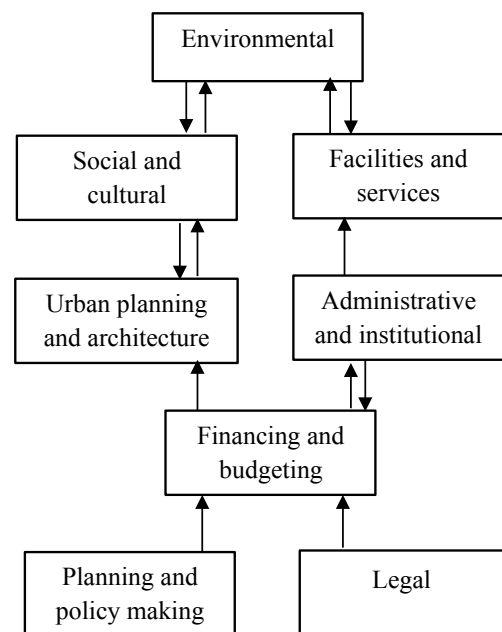 Environmental
Social and
cultural
Facilities and
services
Urban planning
and architecture
Administrative
and institutional
Financing and
budgeting
Planning and
policy making
Legal